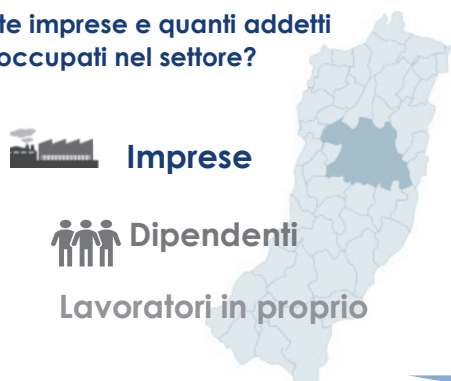 te imprese e quanti addetti
occupati nel settore?
Imprese
Dipendenti
Lavoratori in proprio